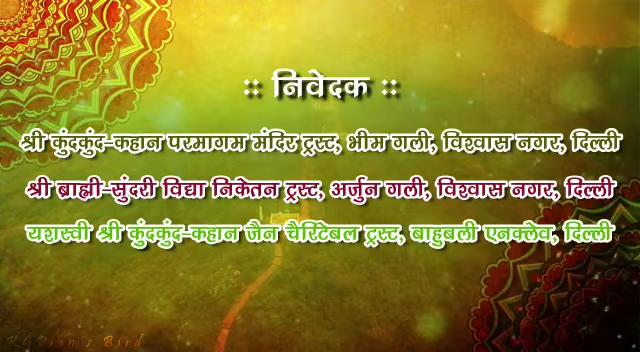 :: निवेदक ::
श्री कुंदकुंद-कहान परमागम मंदिर ट्रस्ट, भीम गली, विश्वास नगर, दिल्ली
श्री ब्राह्मी-सुंदरी विद्या निकेतन ट्रस्ट, अर्जुन गली, विश्वास नगर, दिल्ली
यशस्वी श्री कुंदकुंद-कहान जैन चैरिटेबल ट्रस्ट, बाहुबली एनक्लेव, दिल्ली